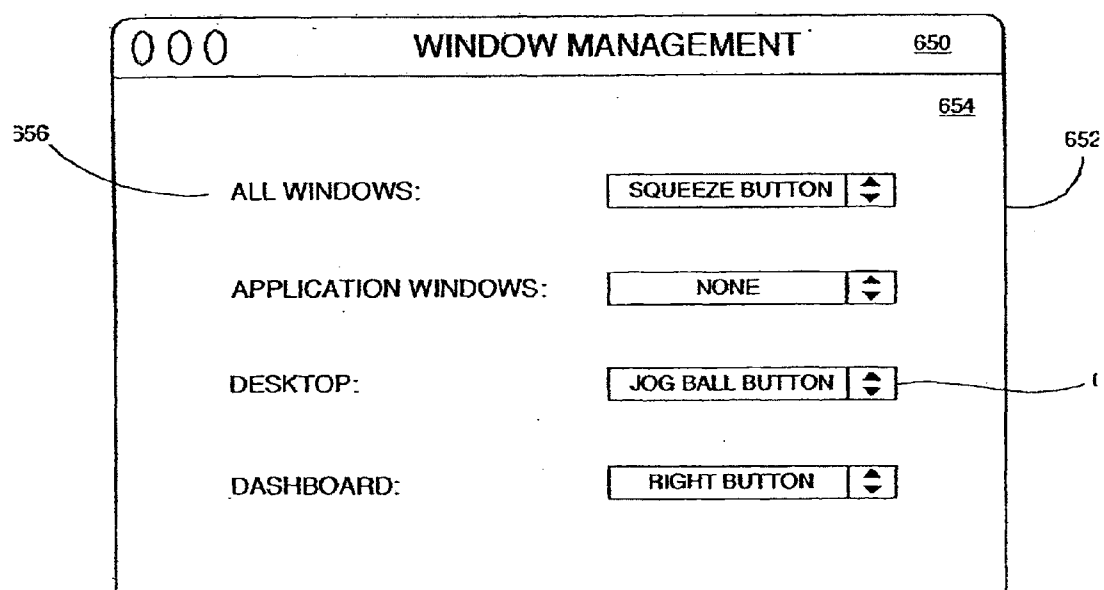 WINDOW MANAGEMENT 650
654
656
652
ALL WINDOWS: SQUEEZE BUTTON
APPLICATION WINDOWS: NONE
DESKTOP: JOG BALL BUTTON
DASHBOARD: RIGHT BUTTON